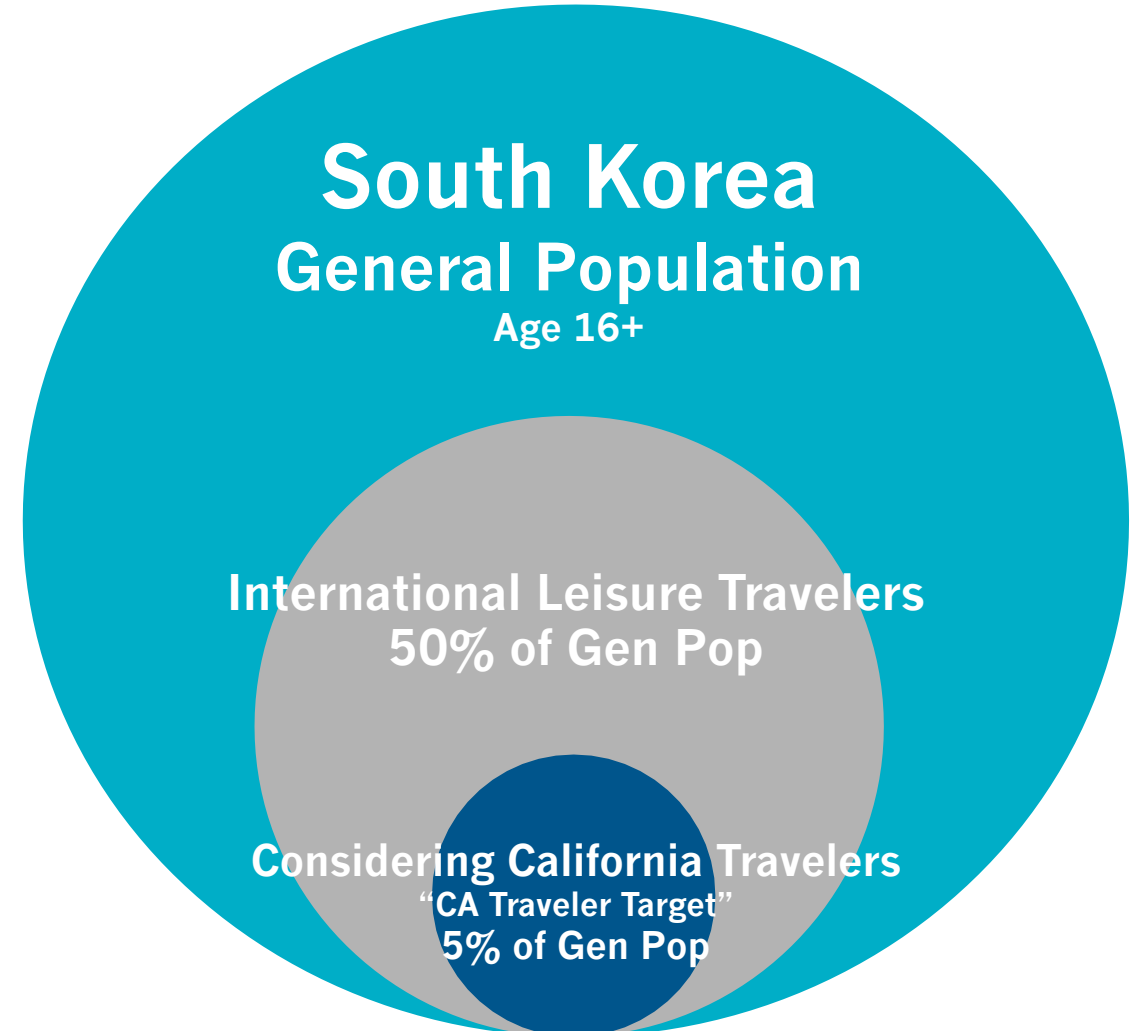 South Korea
General Population
Age 16+
International Leisure Travelers
50% of Gen Pop
Considering California Travelers
“CA Traveler Target”
5% of Gen Pop